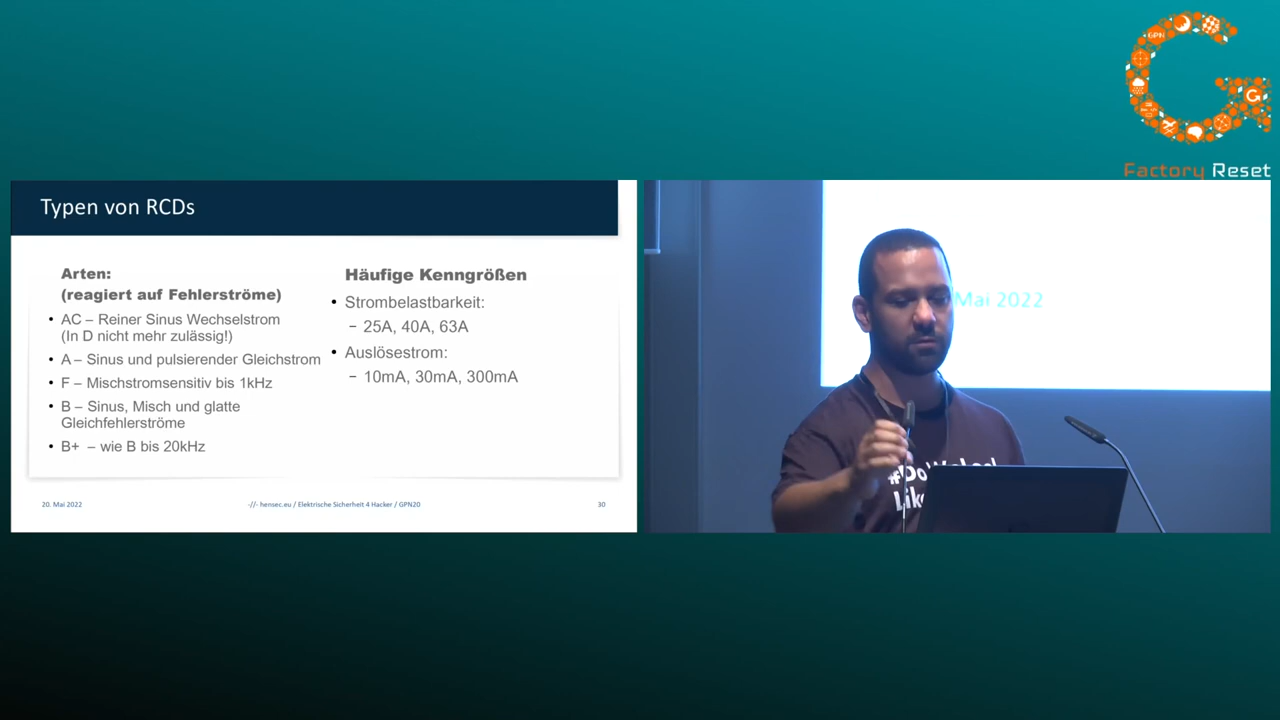 GPN
Factory Reset
Typen von RCDs
Arten:
(reagiert auf Fehlerströme)
• AC – Reiner Sinus Wechselstrom
(In D nicht mehr zulässig!)
• A – Sinus und pulsierender Gleichstrom
• F – Mischstromsensitiv bis 1kHz
• B – Sinus, Misch und glatte
Gleichfehlerströme
• B+ – wie B bis 20kHz
Häufige Kenngrößen
• Strombelastbarkeit:
– 25A, 40A, 63A
• Auslösestrom:
– 10mA, 30mA, 300mA
20. Mai 2022
-//- hensec.eu / Elektrische Sicherheit 4 Hacker / GPN20
30
Mai 2022